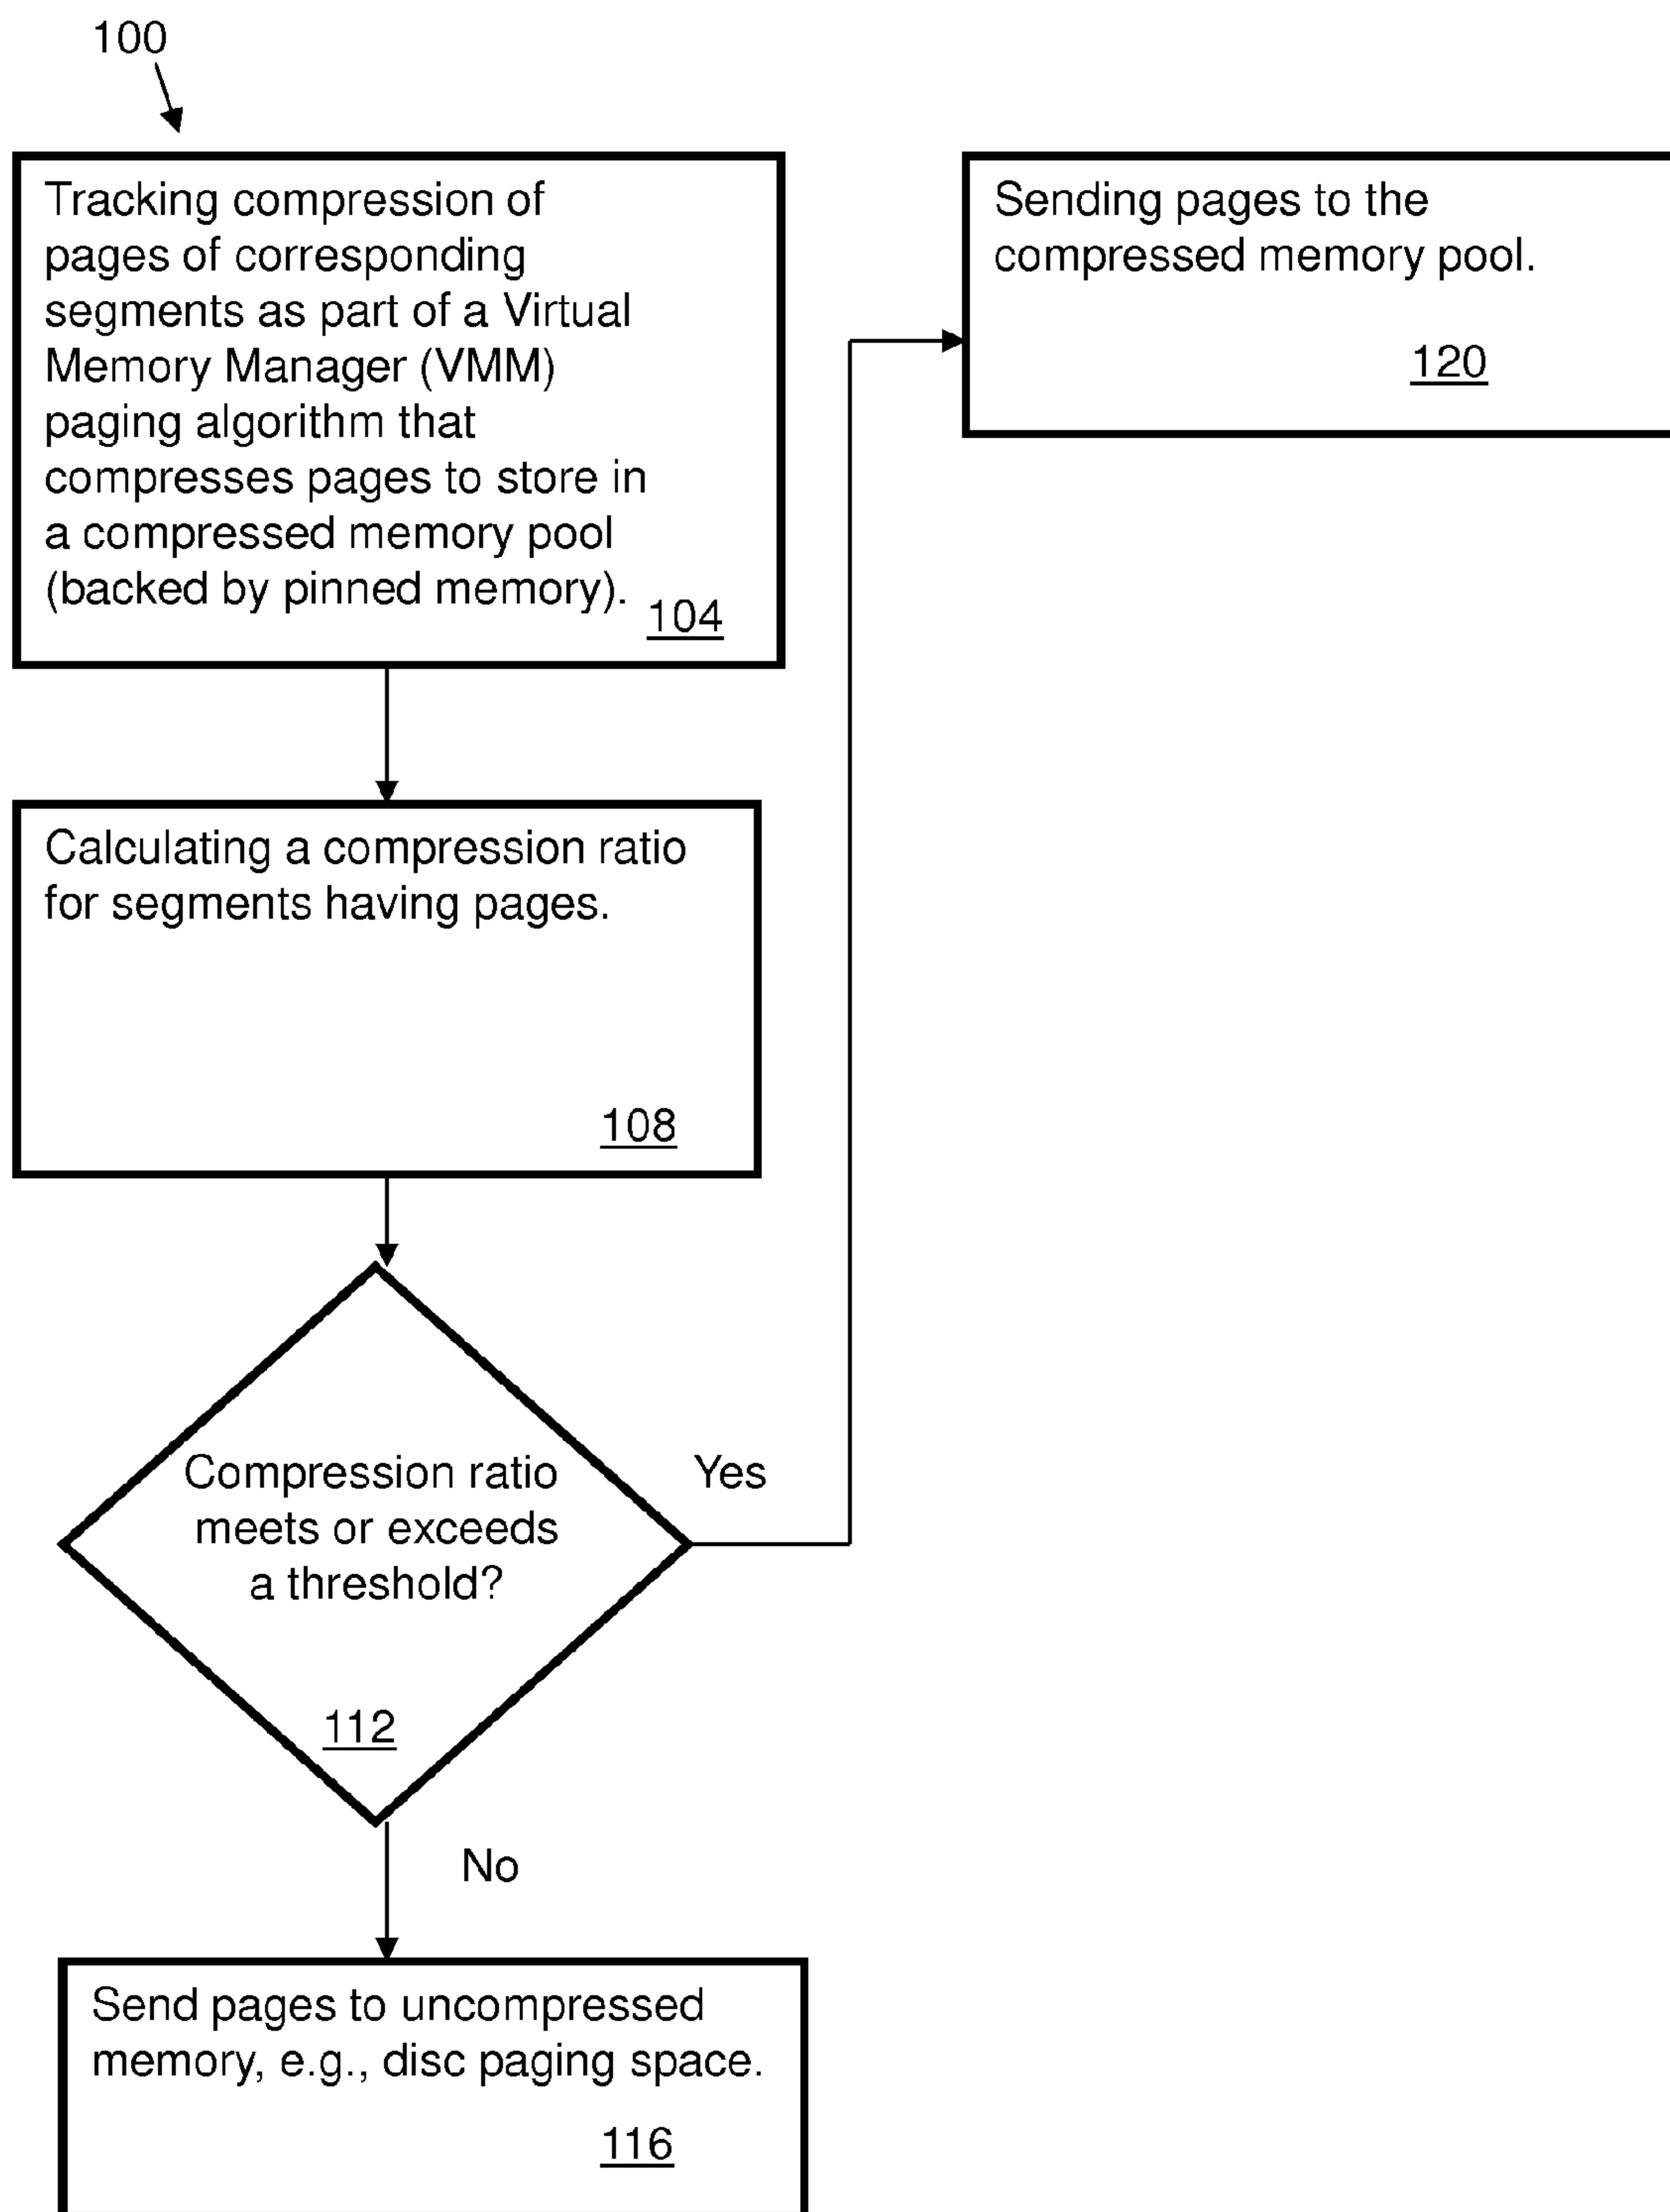 100
Tracking compression of
pages of corresponding
segments as part of a Virtual
Memory Manager (VMM)
paging algorithm that
compresses pages to store in
a compressed memory pool
(backed by pinned memory).
104
Sending pages to the
compressed memory pool.
120
Calculating a compression ratio
for segments having pages.
108
Compression ratio
meets or exceeds
a threshold?
112
Yes
No
Send pages to uncompressed
memory, e.g., disc paging space.
116